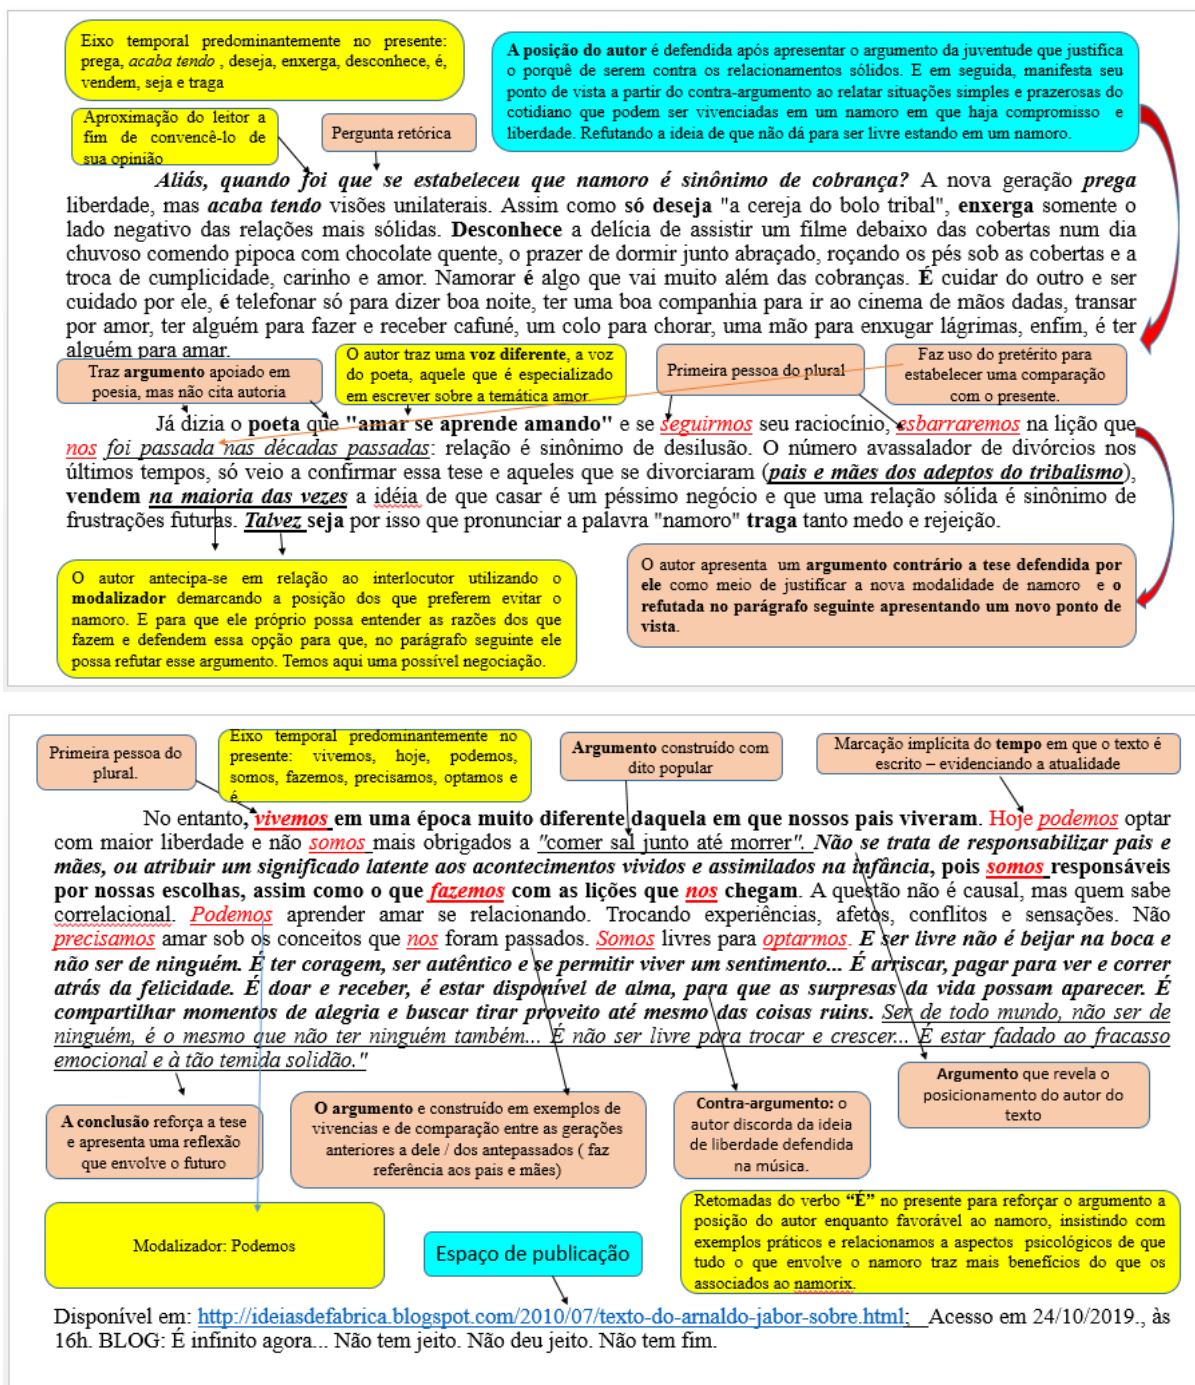 Eixo temporal predominantemente no presente:
prega, acaba tendo , deseja, enxerga, desconhece, é,
vendem, seja e traga
A posição do autor é defendida após apresentar o argumento da juventude que justifica
o porquê de serem contra os relacionamentos sólidos. E em seguida, manifesta seu
ponto de vista a partir do contra-argumento ao relatar situações simples e prazerosas do
cotidiano que podem ser vivenciadas em um namoro em que haja compromisso e
liberdade. Refutando a ideia de que não dá para ser livre estando em um namoro.
Aproximação do leitor a
fim de convencê-lo de
sua opinião
Pergunta retórica
Aliás, quando foi que se estabeleceu que namoro é sinônimo de cobrança? A nova geração prega
liberdade, mas acaba tendo visões unilaterais. Assim como só deseja "a cereja do bolo tribal", enxerga somente o
lado negativo das relações mais sólidas. Desconhece a delícia de assistir um filme debaixo das cobertas num dia
chuvoso comendo pipoca com chocolate quente, o prazer de dormir junto abraçado, roçando os pés sob as cobertas e a
troca de cumplicidade, carinho e amor. Namorar é algo que vai muito além das cobranças. É cuidar do outro e ser
cuidado por ele, é telefonar só para dizer boa noite, ter uma boa companhia para ir ao cinema de mãos dadas, transar
por amor, ter alguém para fazer e receber cafuné, um colo para chorar, uma mão para enxugar lágrimas, enfim, é ter
alguém para amar.
Traz argumento apoiado em
poesia, mas não cita autoria
O autor traz uma voz diferente, a voz
do poeta, aquele que é especializado
em escrever sobre a temática amor.
Primeira pessoa do plural
Faz uso do pretérito para
estabelecer uma comparação
com o presente.
Já dizia o poeta que "amar se aprende amando" e se seguirmos seu raciocínio, esbarraremos na lição que
nos foi passada nas décadas passadas: relação é sinônimo de desilusão. O número avassalador de divórcios nos
últimos tempos, só veio a confirmar essa tese e aqueles que se divorciaram (pais e mães dos adeptos do tribalismo),
vendem na maioria das vezes a idéia de que casar é um péssimo negócio e que uma relação sólida é sinônimo de
frustrações futuras. Talvez seja por isso que pronunciar a palavra "namoro" traga tanto medo e rejeição.
O autor antecipa-se em relação ao interlocutor utilizando o
modalizador demarcando a posição dos que preferem evitar o
namoro. E para que ele próprio possa entender as razões dos que
fazem e defendem essa opção para que, no parágrafo seguinte ele
possa refutar esse argumento. Temos aqui uma possível negociação.
O autor apresenta um argumento contrário a tese defendida por
ele como meio de justificar a nova modalidade de namoro e o
refutada no parágrafo seguinte apresentando um novo ponto de
vista.
Primeira pessoa do
plural.
Eixo temporal predominantemente no
presente: vivemos, hoje, podemos,
somos, fazemos, precisamos, optamos e
é.
Argumento construído com
dito popular
Marcação implícita do tempo em que o texto é
escrito – evidenciando a atualidade
No entanto, vivemos em uma época muito diferente daquela em que nossos pais viveram. Hoje podemos optar
com maior liberdade e não somos mais obrigados a "comer sal junto até morrer". Não se trata de responsabilizar pais e
mães, ou atribuir um significado latente aos acontecimentos vividos e assimilados na infância, pois somos responsáveis
por nossas escolhas, assim como o que fazemos com as lições que nos chegam. A questão não é causal, mas quem sabe
correlacional. Podemos aprender amar se relacionando. Trocando experiências, afetos, conflitos e sensações. Não
precisamos amar sob os conceitos que nos foram passados. Somos livres para optarmos. E ser livre não é beijar na boca e
não ser de ninguém. É ter coragem, ser autêntico e se permitir viver um sentimento... É arriscar, pagar para ver e correr
atrás da felicidade. É doar e receber, é estar disponível de alma, para que as surpresas da vida possam aparecer. É
compartilhar momentos de alegria e buscar tirar proveito até mesmo das coisas ruins. Ser de todo mundo, não ser de
ninguém, é o mesmo que não ter ninguém também... É não ser livre para trocar e crescer... É estar fadado ao fracasso
emocional e à tão temida solidão."
A conclusão reforça a tese
e apresenta uma reflexão
que envolve o futuro
O argumento e construído em exemplos de
vivencias e de comparação entre as gerações
anteriores a dele / dos antepassados ( faz
referência aos pais e mães)
Contra-argumento: o
autor discorda da ideia
de liberdade defendida
na música.
Argumento que revela o
posicionamento do autor do
texto
Modalizador: Podemos
Espaço de publicação
Retomadas do verbo “É” no presente para reforçar o argumento a
posição do autor enquanto favorável ao namoro, insistindo com
exemplos práticos e relacionamos a aspectos psicológicos de que
tudo o que envolve o namoro traz mais benefícios do que os
associados ao namorix.
Disponível em: http://ideiasdefabrica.blogspot.com/2010/07/texto-do-arnaldo-jabor-sobre.html; Acesso em 24/10/2019., às
16h. BLOG: É infinito agora... Não tem jeito. Não deu jeito. Não tem fim.